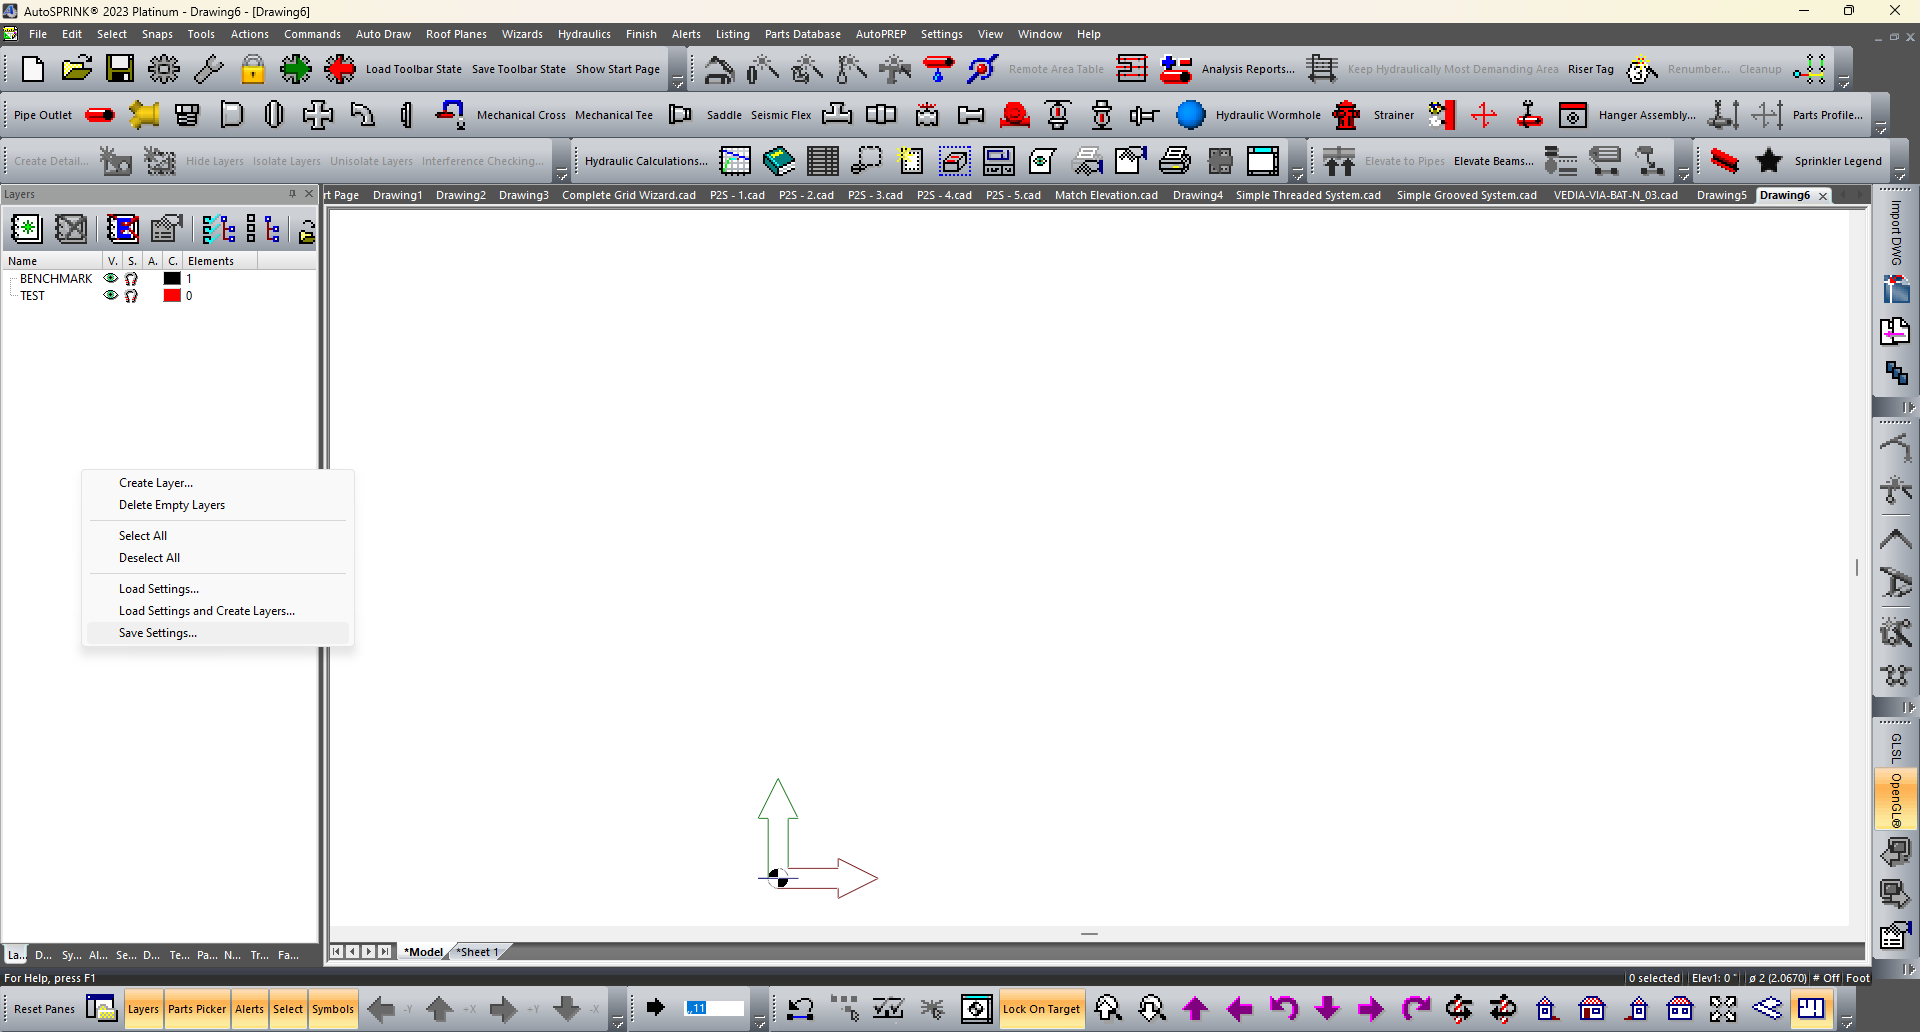 AutoSPRINK® 2023 Platinum - Drawing6 - [Drawing6]
File Edit Select Snaps Tools Actions Commands Auto Draw Roof Planes Wizards Hydraulics Finish Alerts Listing Parts Database AutoPREP Settings View Window Help
Load Toolbar State Save Toolbar State Show Start Page Remote Area Table Analysis Reports... Keep Hydraulically Most Demanding Area Riser Tag Renumber... Cleanup
Pipe Outlet Mechanical Cross Mechanical Tee Saddle Seismic Flex Hydraulic Wormhole Strainer Hanger Assembly... Parts Profile...
Create Detail... Hide Layers Isolate Layers Unisolate Layers Interference Checking... Hydraulic Calculations... Elevate to Pipes Elevate Beams... Sprinkler Legend
Layers
rt Page Drawing1 Drawing2 Drawing3 Complete Grid Wizard.cad P2S - 1.cad P2S - 2.cad P2S - 3.cad P2S - 4.cad P2S - 5.cad Match Elevation.cad Drawing4 Simple Threaded System.cad Simple Grooved System.cad VEDIA-VIA-BAT-N_03.cad Drawing5 Drawing6
Import DWG
Name V. S. A. C. Elements
BENCHMARK 1
TEST 0
Create Layer...
Delete Empty Layers
Select All
Deselect All
Load Settings...
Load Settings and Create Layers...
Save Settings...
GLSL
OpenGL®
*Model *Sheet 1
La... D... Sy... Al... Se... D... Te... Pa... N... Tr... Fa...
For Help, press F1
0 selected Elev1: 0 " ø 2 (2.0670) # Off Foot
Reset Panes Layers Parts Picker Alerts Select Symbols -Y +X +Y -X ,,11 Lock On Target